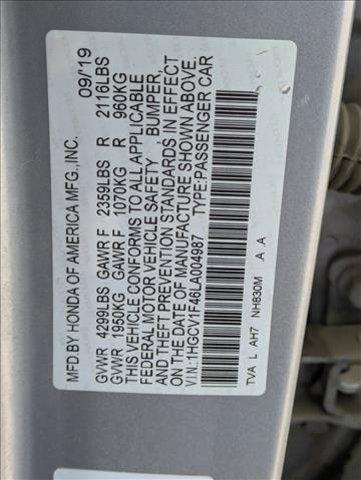 MFD.BY HONDA OF AMERICA MFG.,INC. 09/19
GVWR 4299LBS GAWR F 2359LBS R 2116LBS
GVWR 1950KG GAWR F 1070KG R 960KG
THIS VEHICLE CONFORMS TO ALL APPLICABLE
FEDERAL MOTOR VEHICLE SAFETY , BUMPER,
AND THEFT PREVENTION STANDARDS IN EFFECT
ON THE DATE OF MANUFACTURE SHOWN ABOVE.
V.I.N.:1HGCV1F46LA004987 TYPE:PASSENGER CAR
TVA L AH7 NH830M A A